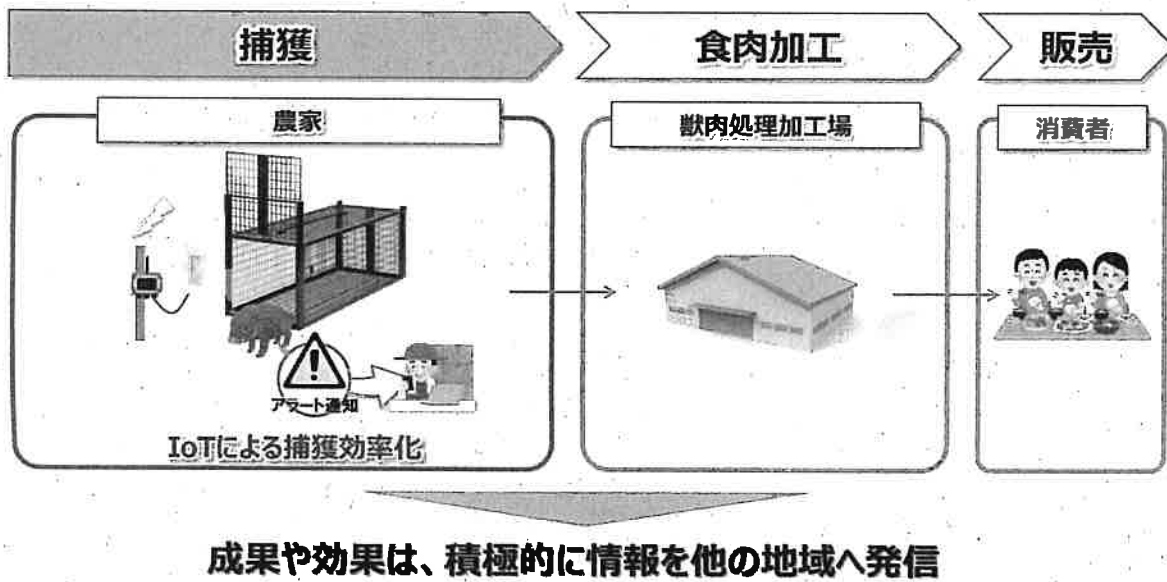 捕獲
食肉加工
販売
農家
獣肉処理加工場
消費者
アラート通知
IoTによる捕獲効率化
成果や効果は、積極的に情報を他の地域へ発信